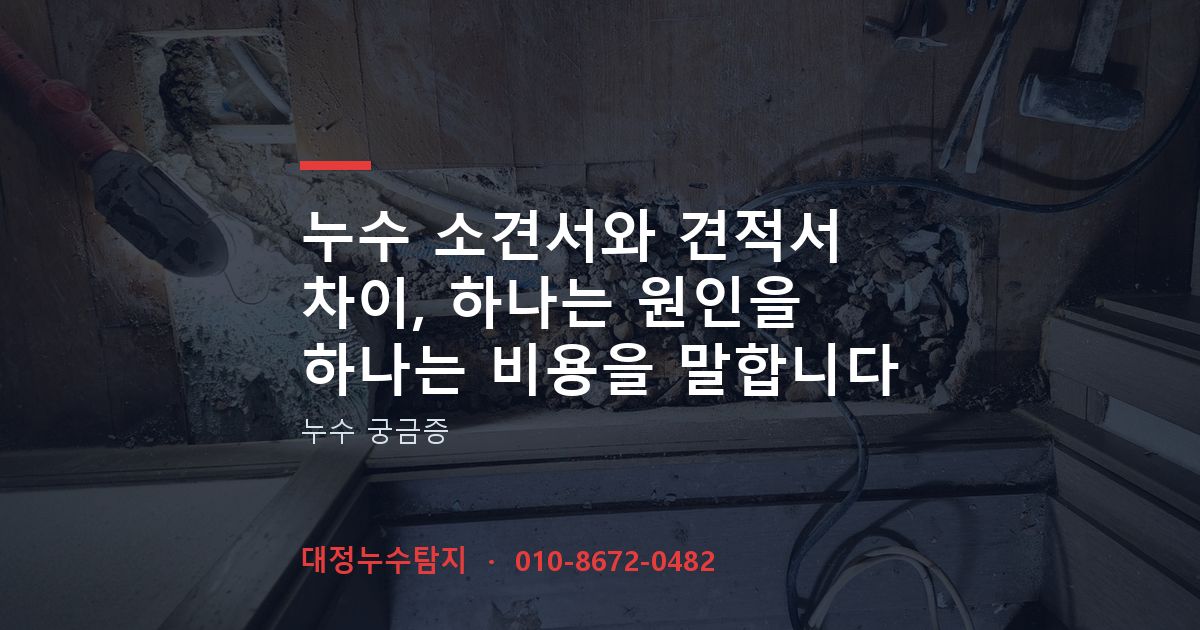 누수 소견서와 견적서
차이, 하나는 원인을
하나는 비용을 말합니다
누수 궁금증
대정누수탐지 · 010-8672-0482